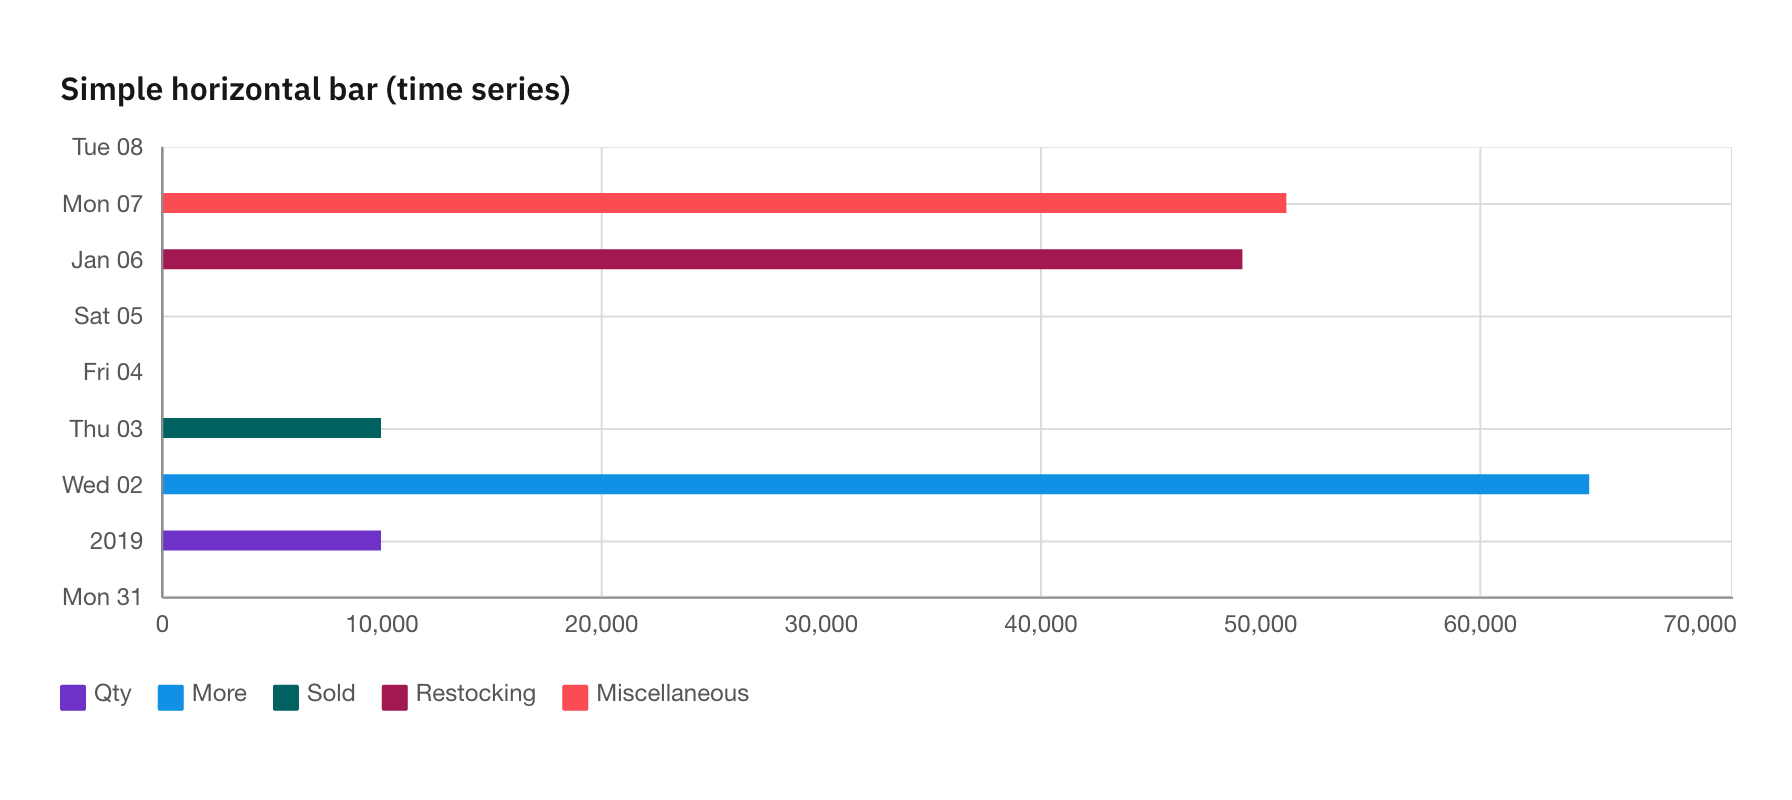 Simple horizontal bar (time series)
Tue 08
Mon 07
Jan 06
Sat 05
Fri 04
Thu 03
Wed 02
2019
Mon 31
0 10,000 20,000 30,000 40,000 50,000 60,000 70,000
Qty More Sold Restocking Miscellaneous